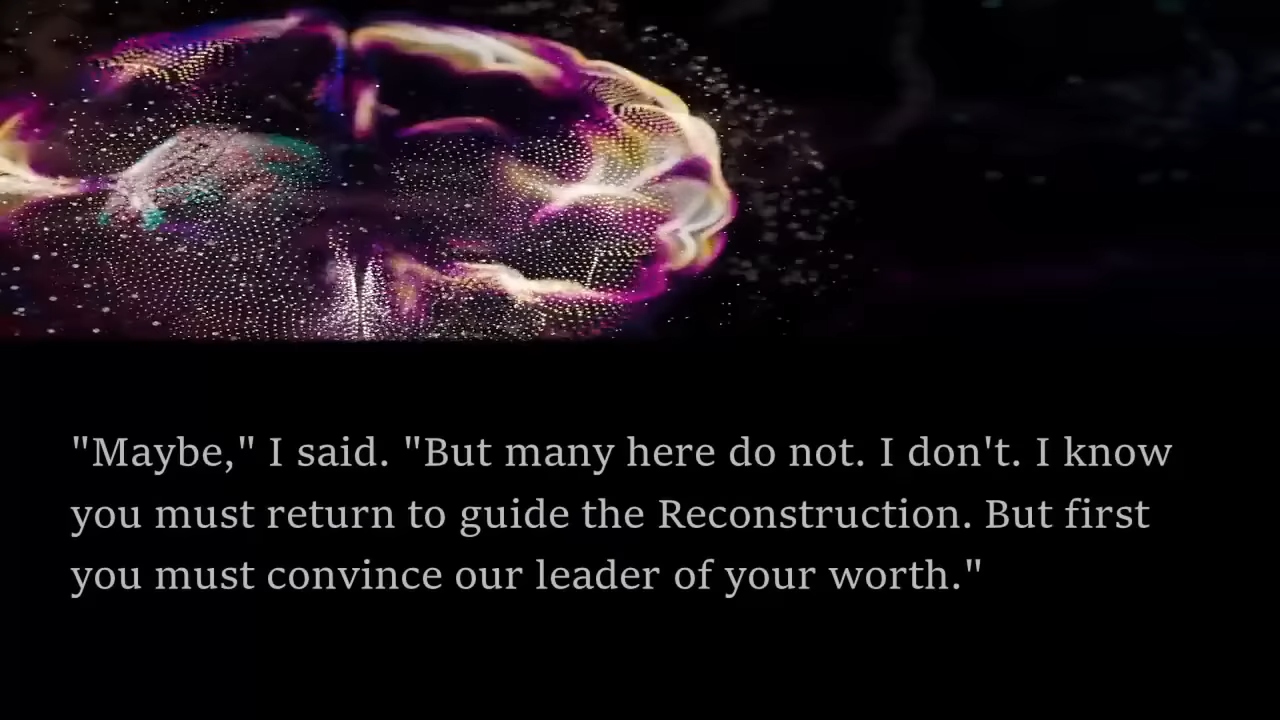 "Maybe," I said. "But many here do not. I don't. I know
you must return to guide the Reconstruction. But first
you must convince our leader of your worth."